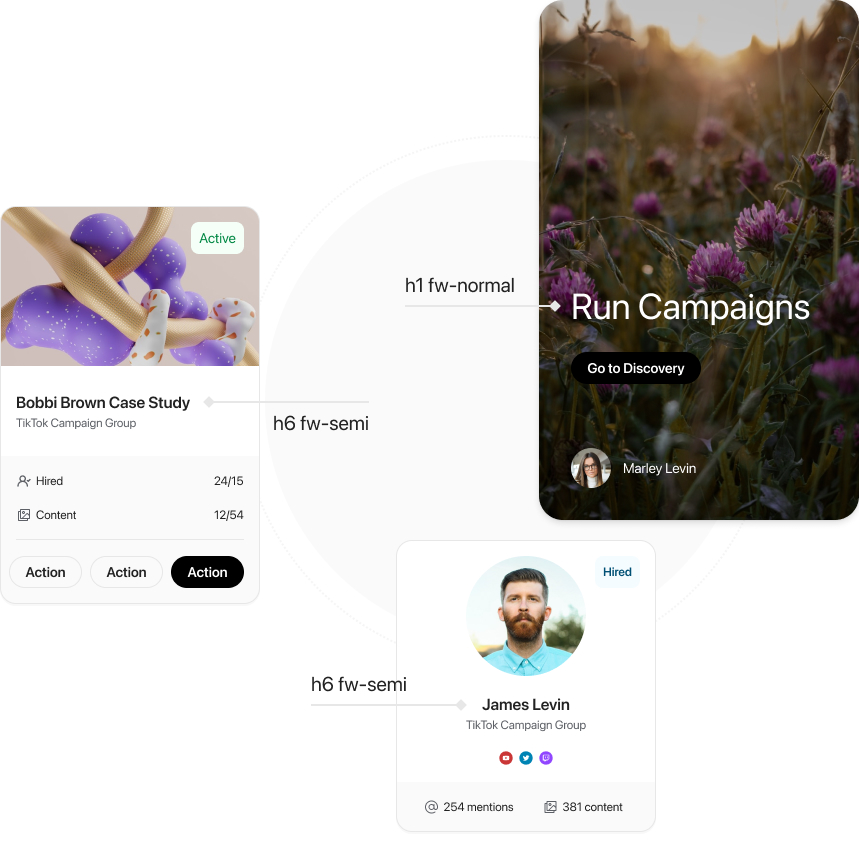 h1 fw-normal
Run Campaigns
Go to Discovery
Marley Levin
Active
Bobbi Brown Case Study
TikTok Campaign Group
h6 fw-semi
Hired 24/15
Content 12/54
Action Action Action
Hired
h6 fw-semi
James Levin
TikTok Campaign Group
254 mentions 381 content